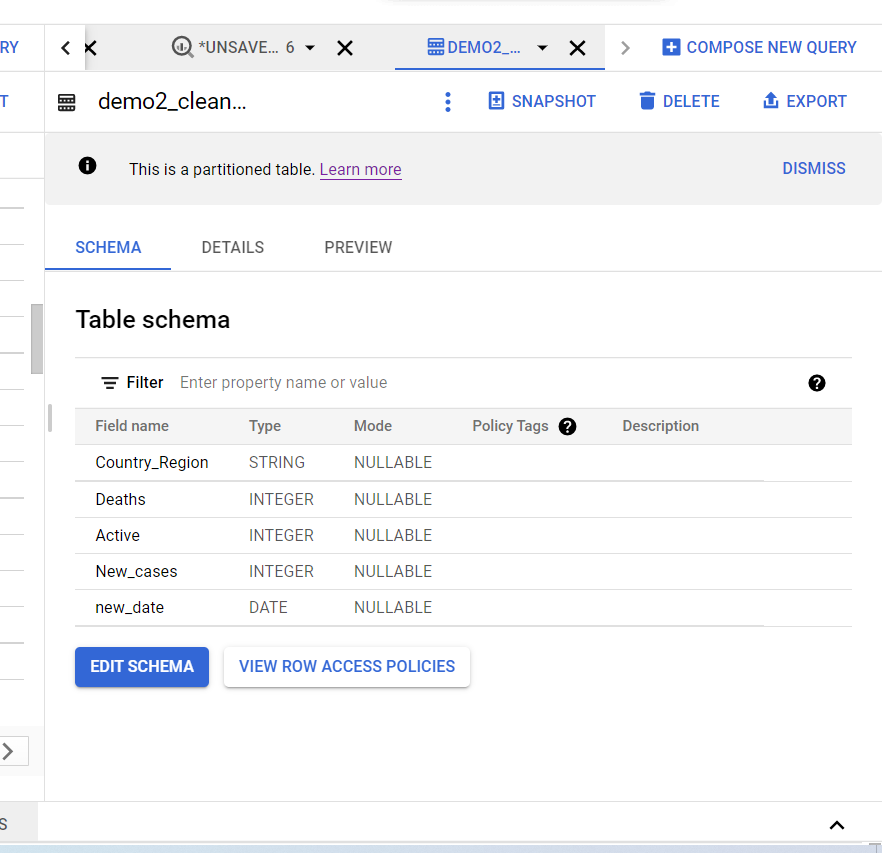 RY *UNSAVE... 6 DEMO2_... COMPOSE NEW QUERY
T demo2_clean... SNAPSHOT DELETE EXPORT
This is a partitioned table. Learn more DISMISS
SCHEMA DETAILS PREVIEW
Table schema
Filter Enter property name or value
Field name Type Mode Policy Tags Description
Country_Region STRING NULLABLE
Deaths INTEGER NULLABLE
Active INTEGER NULLABLE
New_cases INTEGER NULLABLE
new_date DATE NULLABLE
EDIT SCHEMA VIEW ROW ACCESS POLICIES
S